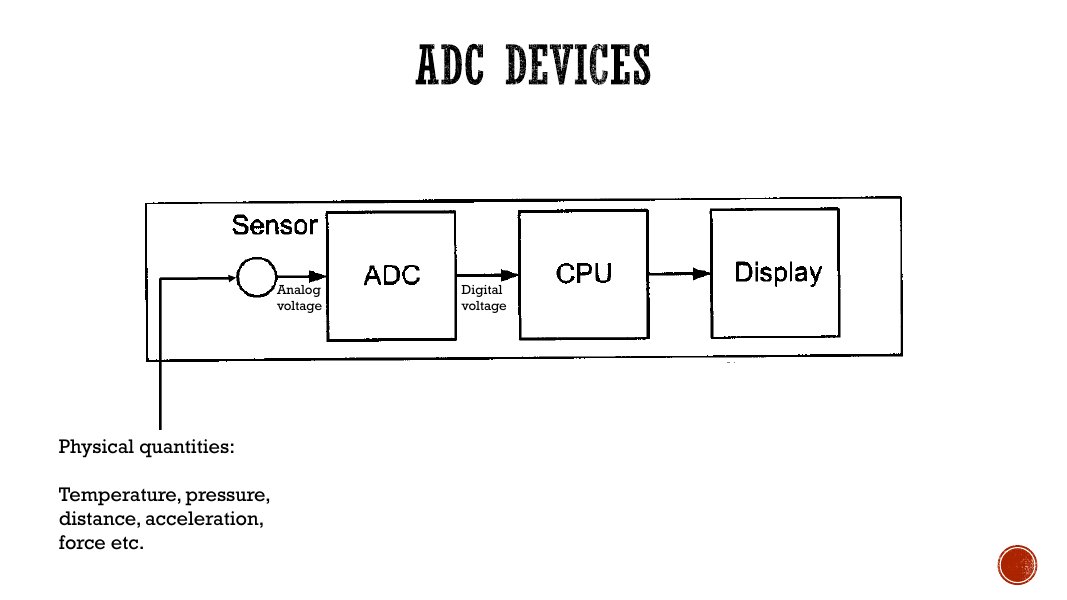 ADC DEVICES
Sensor
ADC
CPU
Display
Analog
voltage
Digital
voltage
Physical quantities:
Temperature, pressure,
distance, acceleration,
force etc.